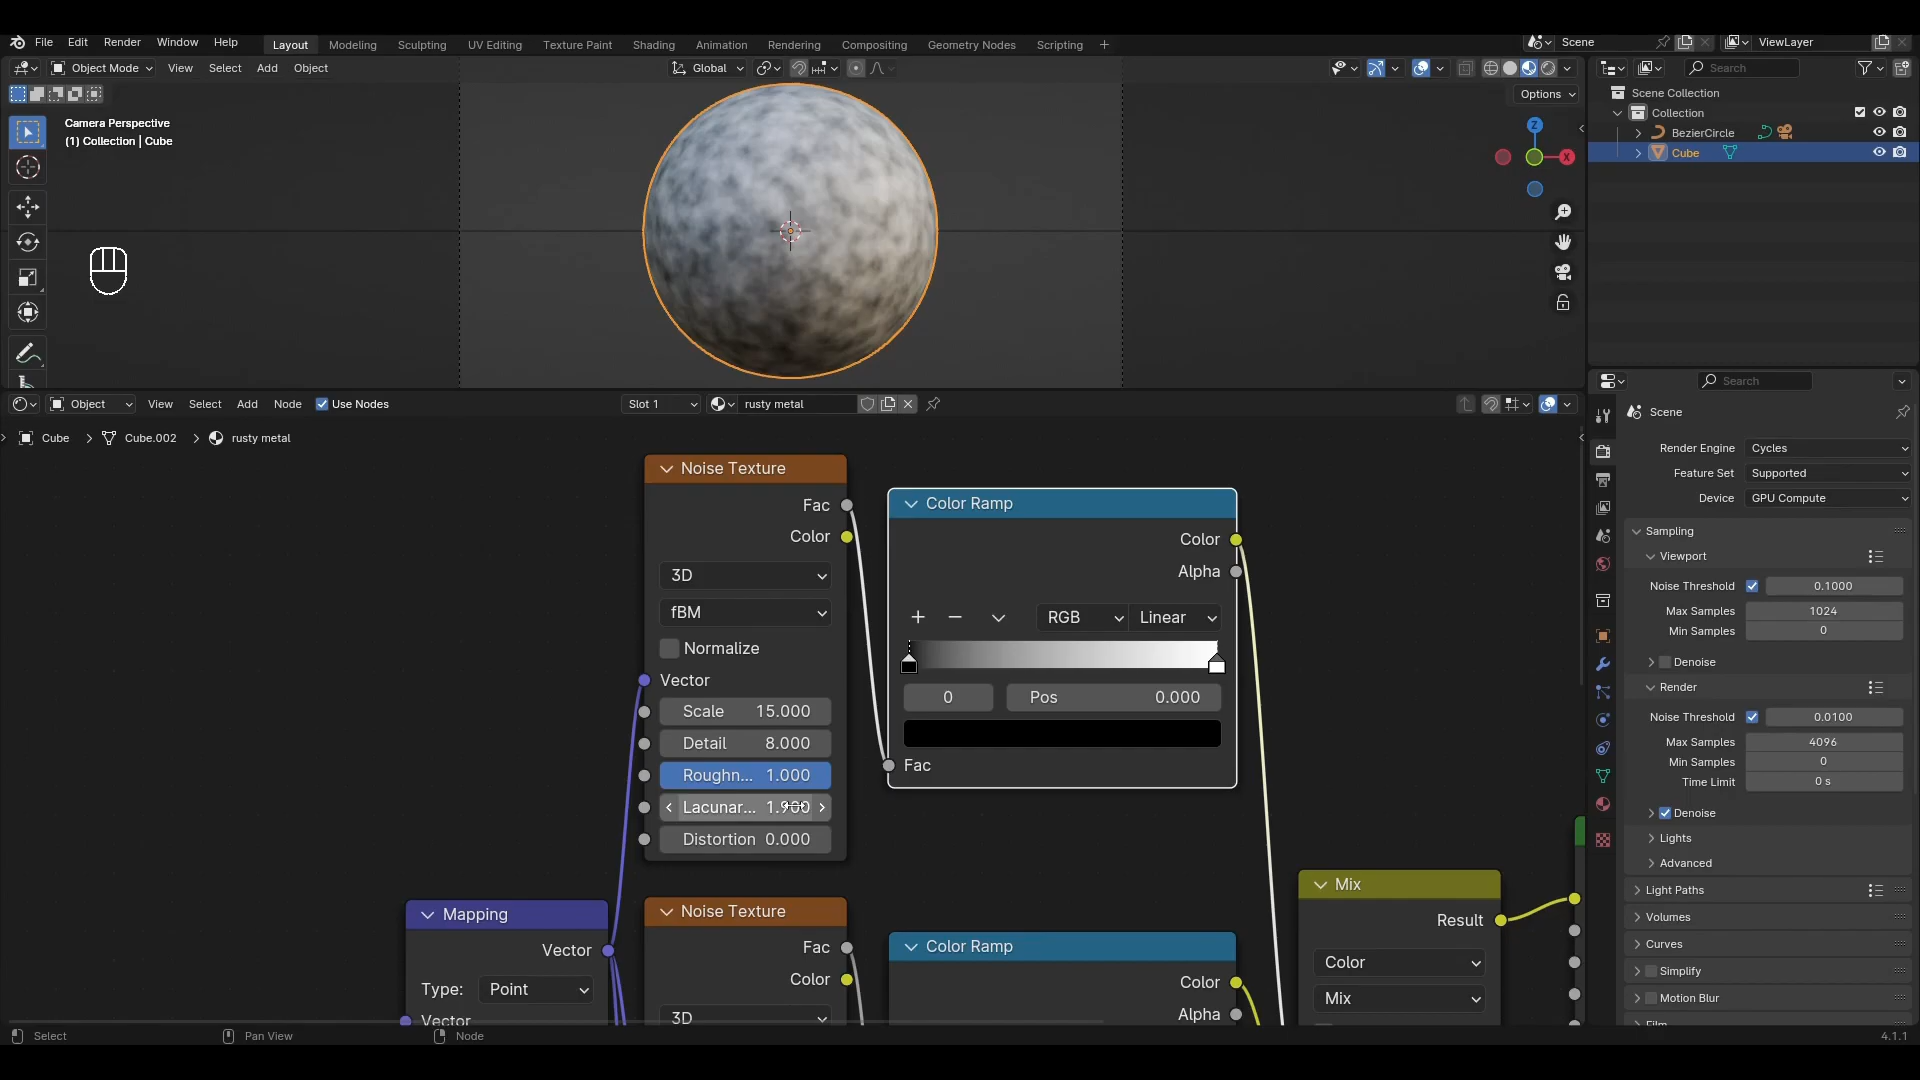 File Edit Render Window Help Layout Modeling Sculpting UV Editing Texture Paint Shading Animation Rendering Compositing Geometry Nodes Scripting + Scene ViewLayer
Object Mode View Select Add Object Global Search
Options
Camera Perspective
(1) Collection | Cube
Z
X
Scene Collection
Collection
BezierCircle
Cube
Object View Select Add Node Use Nodes Slot 1 rusty metal
Cube > Cube.002 > rusty metal
Noise Texture
Fac
Color
3D
fBM
Normalize
Vector
Scale 15.000
Detail 8.000
Roughn... 1.000
Lacunar... 1.900
Distortion 0.000
Color Ramp
Color
Alpha
+ − RGB Linear
0 Pos 0.000
Fac
Mapping
Vector
Type: Point
Vector
Noise Texture
Fac
Color
3D
Color Ramp
Color
Alpha
Mix
Result
Color
Mix
Search
Scene
Render Engine Cycles
Feature Set Supported
Device GPU Compute
Sampling
Viewport
Noise Threshold 0.1000
Max Samples 1024
Min Samples 0
Denoise
Render
Noise Threshold 0.0100
Max Samples 4096
Min Samples 0
Time Limit 0 s
Denoise
Lights
Advanced
Light Paths
Volumes
Curves
Simplify
Motion Blur
Film
Select Pan View Node 4.1.1